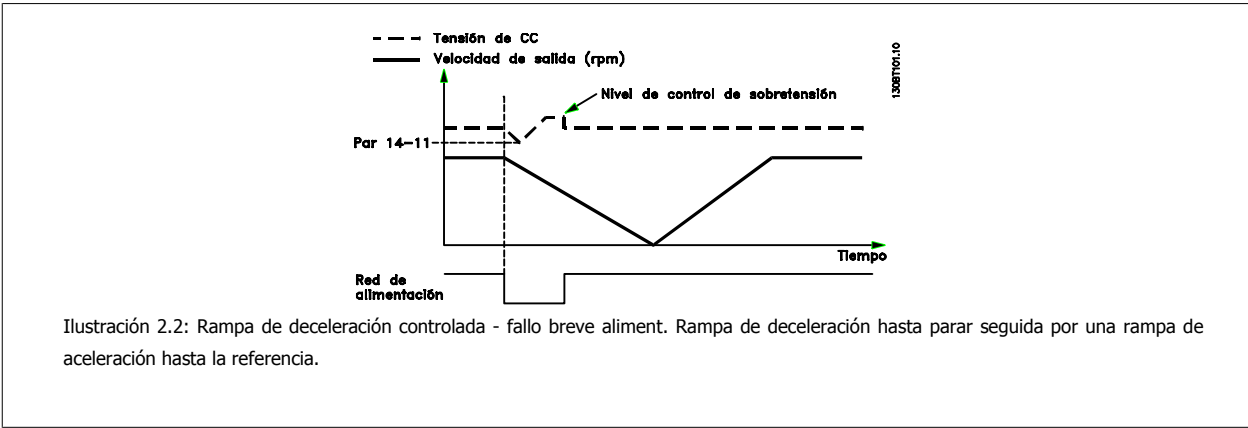 Tensión de CC
Velocidad de salida (rpm)
130BT101.10
Nivel de control de sobretensión
Par 14-11
Tiempo
Red de
alimentación
Ilustración 2.2: Rampa de deceleración controlada - fallo breve aliment. Rampa de deceleración hasta parar seguida por una rampa de
aceleración hasta la referencia.